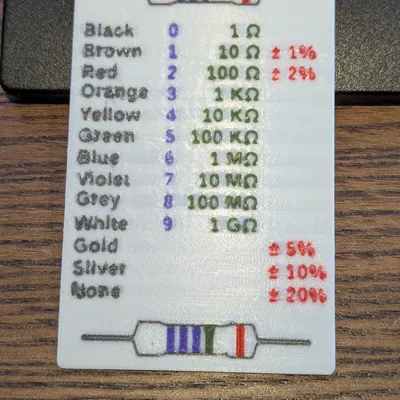 Black 0 1 Ω
Brown 1 10 Ω ± 1%
Red 2 100 Ω ± 2%
Orange 3 1 KΩ
Yellow 4 10 KΩ
Green 5 100 KΩ
Blue 6 1 MΩ
Violet 7 10 MΩ
Grey 8 100 MΩ
White 9 1 GΩ
Gold ± 5%
Silver ± 10%
None ± 20%